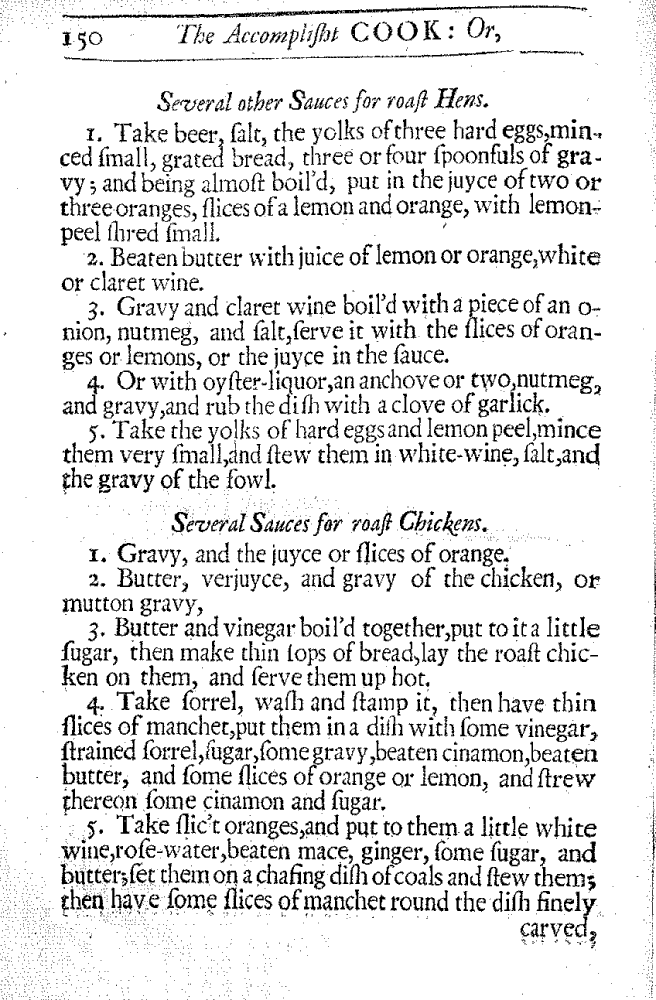 150 The Accompliſht COOK: Or,
Several other Sauces for roaſt Hens.
1. Take beer, ſalt, the yolks of three hard eggs, min-
ced ſmall, grated bread, three or four ſpoonfuls of gra-
vy; and being almoſt boil'd, put in the juyce of two or
three oranges, ſlices of a lemon and orange, with lemon-
peel ſhred ſmall.
2. Beaten butter with juice of lemon or orange, white
or claret wine.
3. Gravy and claret wine boil'd with a piece of an o-
nion, nutmeg, and ſalt, ſerve it with the ſlices of oran-
ges or lemons, or the juyce in the ſauce.
4. Or with oyſter-liquor, an anchove or two, nutmeg,
and gravy, and rub the diſh with a clove of garlick.
5. Take the yolks of hard eggs and lemon peel, mince
them very ſmall, and ſtew them in white-wine, ſalt, and
the gravy of the fowl.
Several Sauces for roaſt Chickens.
1. Gravy, and the juyce or ſlices of orange.
2. Butter, verjuyce, and gravy of the chicken, or
mutton gravy,
3. Butter and vinegar boil'd together, put to it a little
ſugar, then make thin ſops of bread, lay the roaſt chic-
ken on them, and ſerve them up hot.
4. Take ſorrel, waſh and ſtamp it, then have thin
ſlices of manchet, put them in a diſh with ſome vinegar,
ſtrained ſorrel, ſugar, ſome gravy, beaten cinamon, beaten
butter, and ſome ſlices of orange or lemon, and ſtrew
thereon ſome cinamon and ſugar.
5. Take ſlic't oranges, and put to them a little white
wine, roſe-water, beaten mace, ginger, ſome ſugar, and
butter; ſet them on a chafing diſh of coals and ſtew them;
then have ſome ſlices of manchet round the diſh finely
carved,